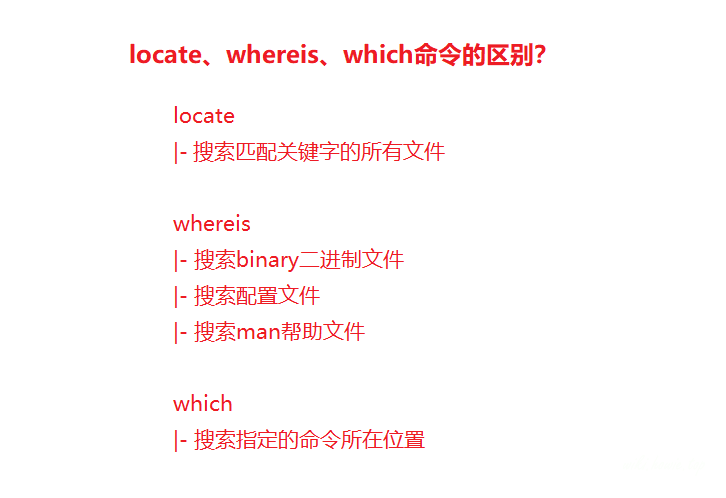 locate、whereis、which命令的区别？
locate
|- 搜索匹配关键字的所有文件
whereis
|- 搜索binary二进制文件
|- 搜索配置文件
|- 搜索man帮助文件
which
|- 搜索指定的命令所在位置